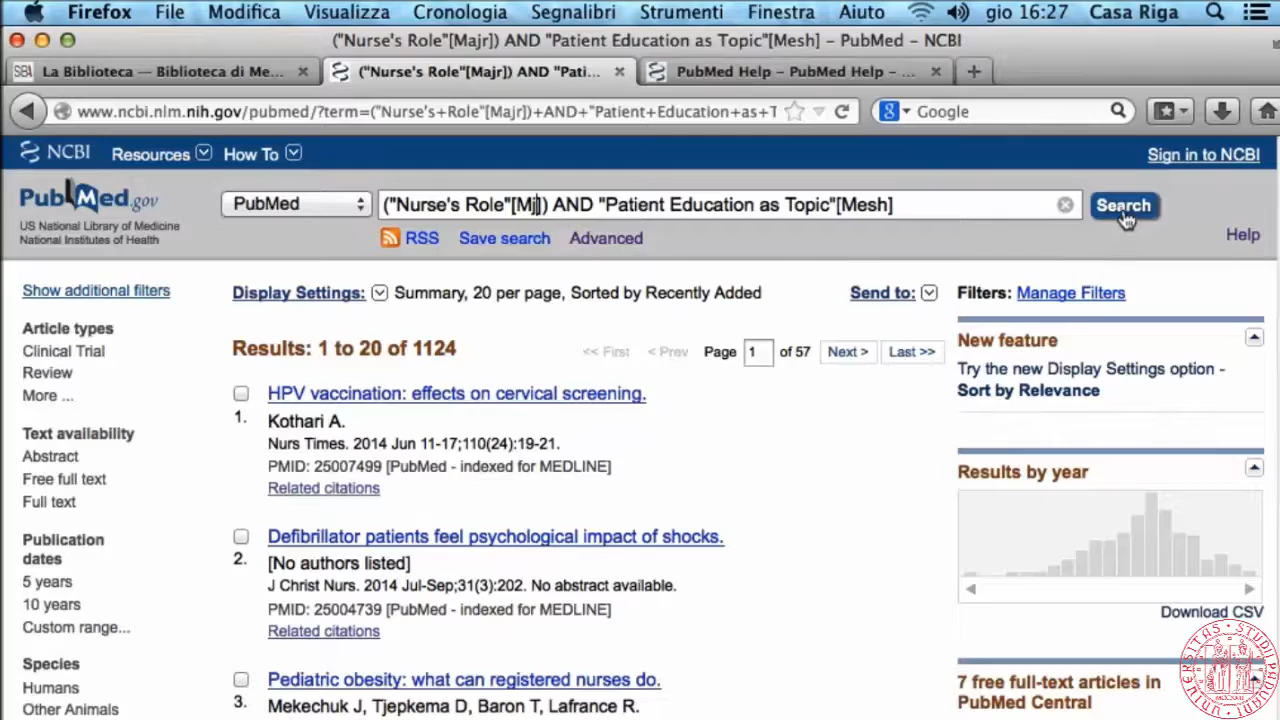 Firefox File Modifica Visualizza Cronologia Segnalibri Strumenti Finestra Aiuto gio 16:27 Casa Riga
("Nurse's Role"[Majr]) AND "Patient Education as Topic"[Mesh] – PubMed – NCBI
SBA La Biblioteca — Biblioteca di Me... ("Nurse's Role"[Majr]) AND "Pati... PubMed Help – PubMed Help – ...
www.ncbi.nlm.nih.gov/pubmed/?term=("Nurse's+Role"[Majr])+AND+"Patient+Education+as+T Google
NCBI Resources How To Sign in to NCBI
PubMed.gov
US National Library of Medicine
National Institutes of Health
PubMed ("Nurse's Role"[Mj]) AND "Patient Education as Topic"[Mesh] Search
RSS Save search Advanced
Help
Show additional filters
Article types
Clinical Trial
Review
More ...
Text availability
Abstract
Free full text
Full text
Publication
dates
5 years
10 years
Custom range...
Species
Humans
Other Animals
Display Settings: Summary, 20 per page, Sorted by Recently Added Send to:
Results: 1 to 20 of 1124
<< First < Prev Page 1 of 57 Next > Last >>
HPV vaccination: effects on cervical screening.
1. Kothari A.
Nurs Times. 2014 Jun 11-17;110(24):19-21.
PMID: 25007499 [PubMed - indexed for MEDLINE]
Related citations
Defibrillator patients feel psychological impact of shocks.
2. [No authors listed]
J Christ Nurs. 2014 Jul-Sep;31(3):202. No abstract available.
PMID: 25004739 [PubMed - indexed for MEDLINE]
Related citations
Pediatric obesity: what can registered nurses do.
3. Mekechuk J, Tjepkema D, Baron T, Lafrance R.
Filters: Manage Filters
New feature
Try the new Display Settings option -
Sort by Relevance
Results by year
Download CSV
7 free full-text articles in
PubMed Central